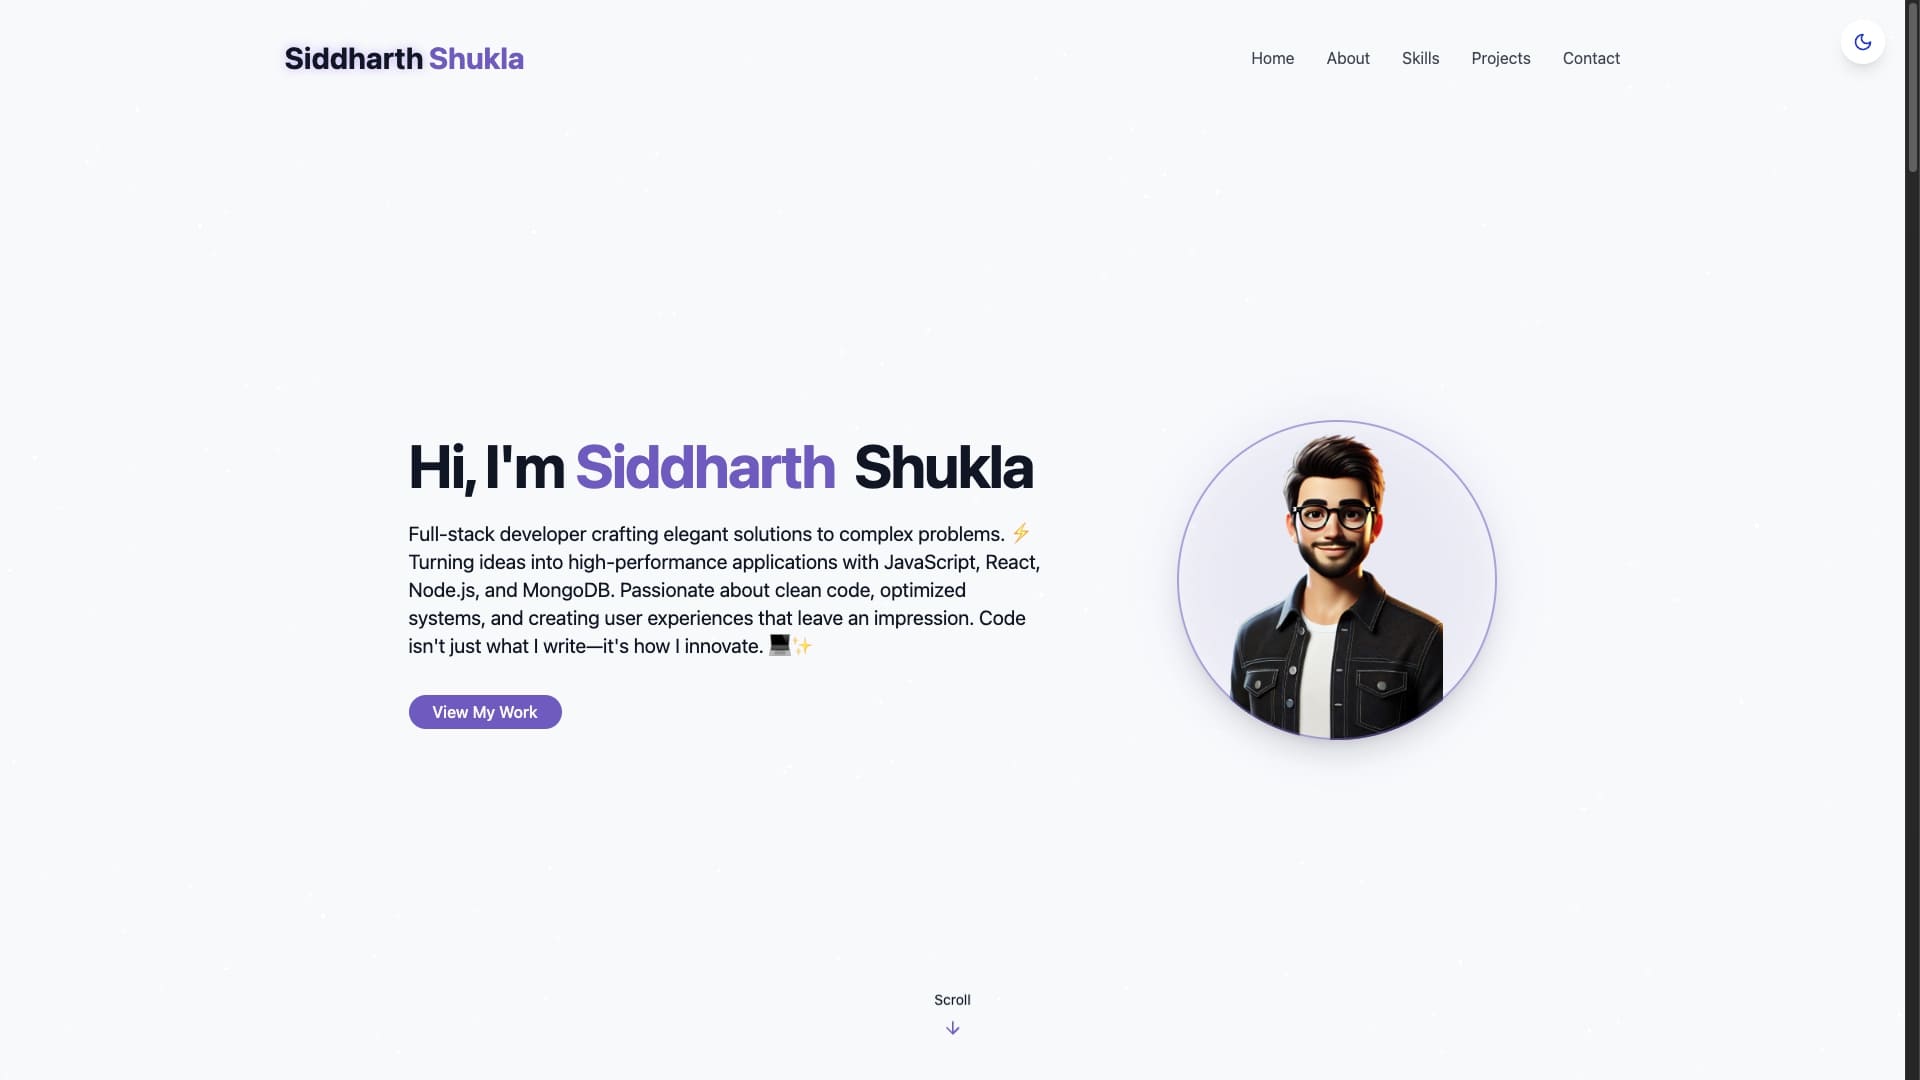 Siddharth Shukla
Home About Skills Projects Contact
Hi, I'm Siddharth Shukla
Full-stack developer crafting elegant solutions to complex problems. ⚡
Turning ideas into high-performance applications with JavaScript, React,
Node.js, and MongoDB. Passionate about clean code, optimized
systems, and creating user experiences that leave an impression. Code
isn't just what I write—it's how I innovate. 💻✨
View My Work
Scroll